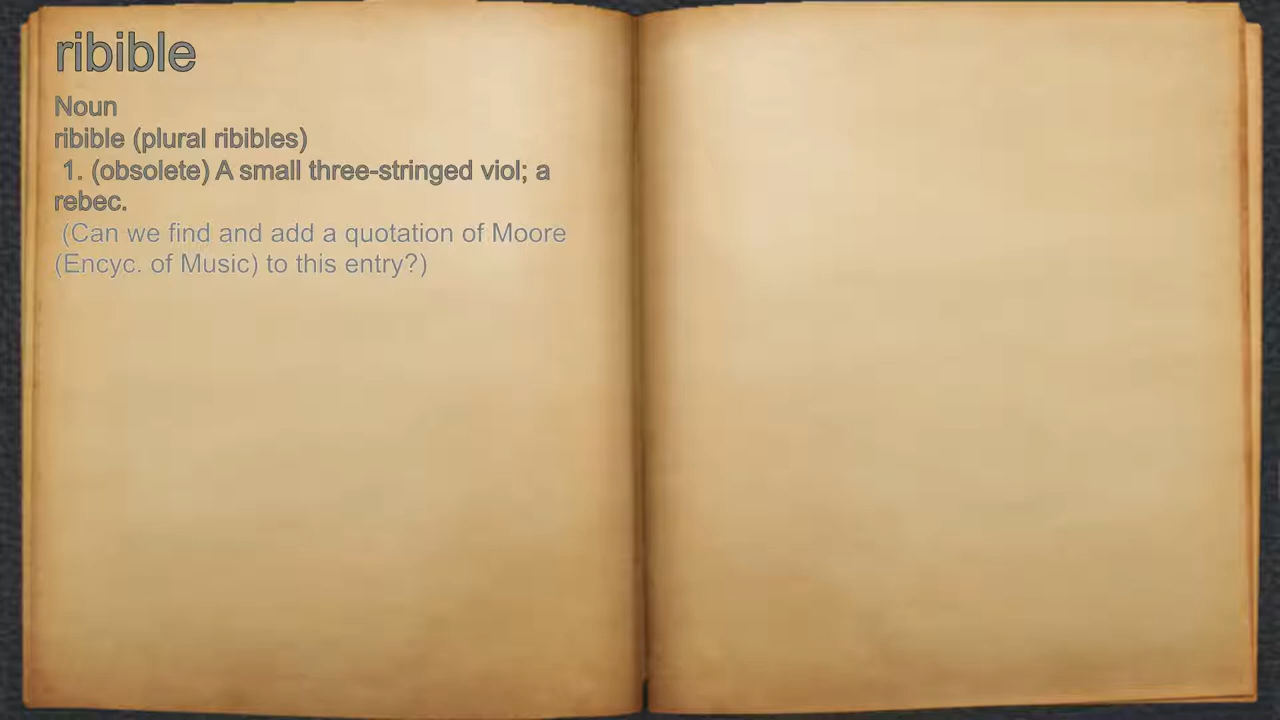 ribible
Noun
ribible (plural ribibles)
1. (obsolete) A small three-stringed viol; a
rebec.
(Can we find and add a quotation of Moore
(Encyc. of Music) to this entry?)